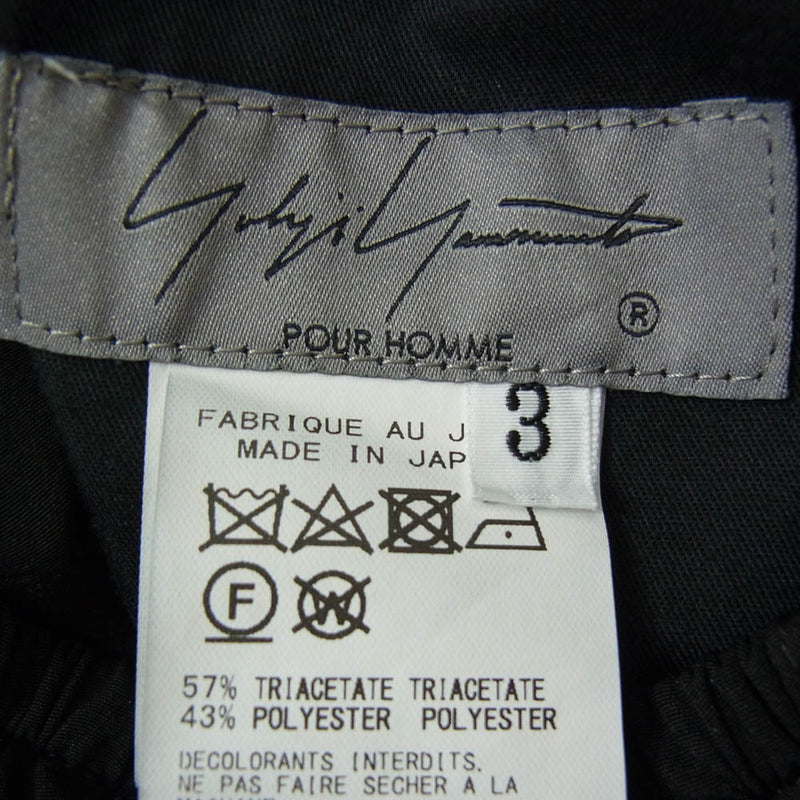 Yohji Yamamoto
®
POUR HOMME
3
FABRIQUE AU J
MADE IN JAP
F
W
57% TRIACETATE TRIACETATE
43% POLYESTER POLYESTER
DECOLORANTS INTERDITS.
NE PAS FAIRE SECHER A LA